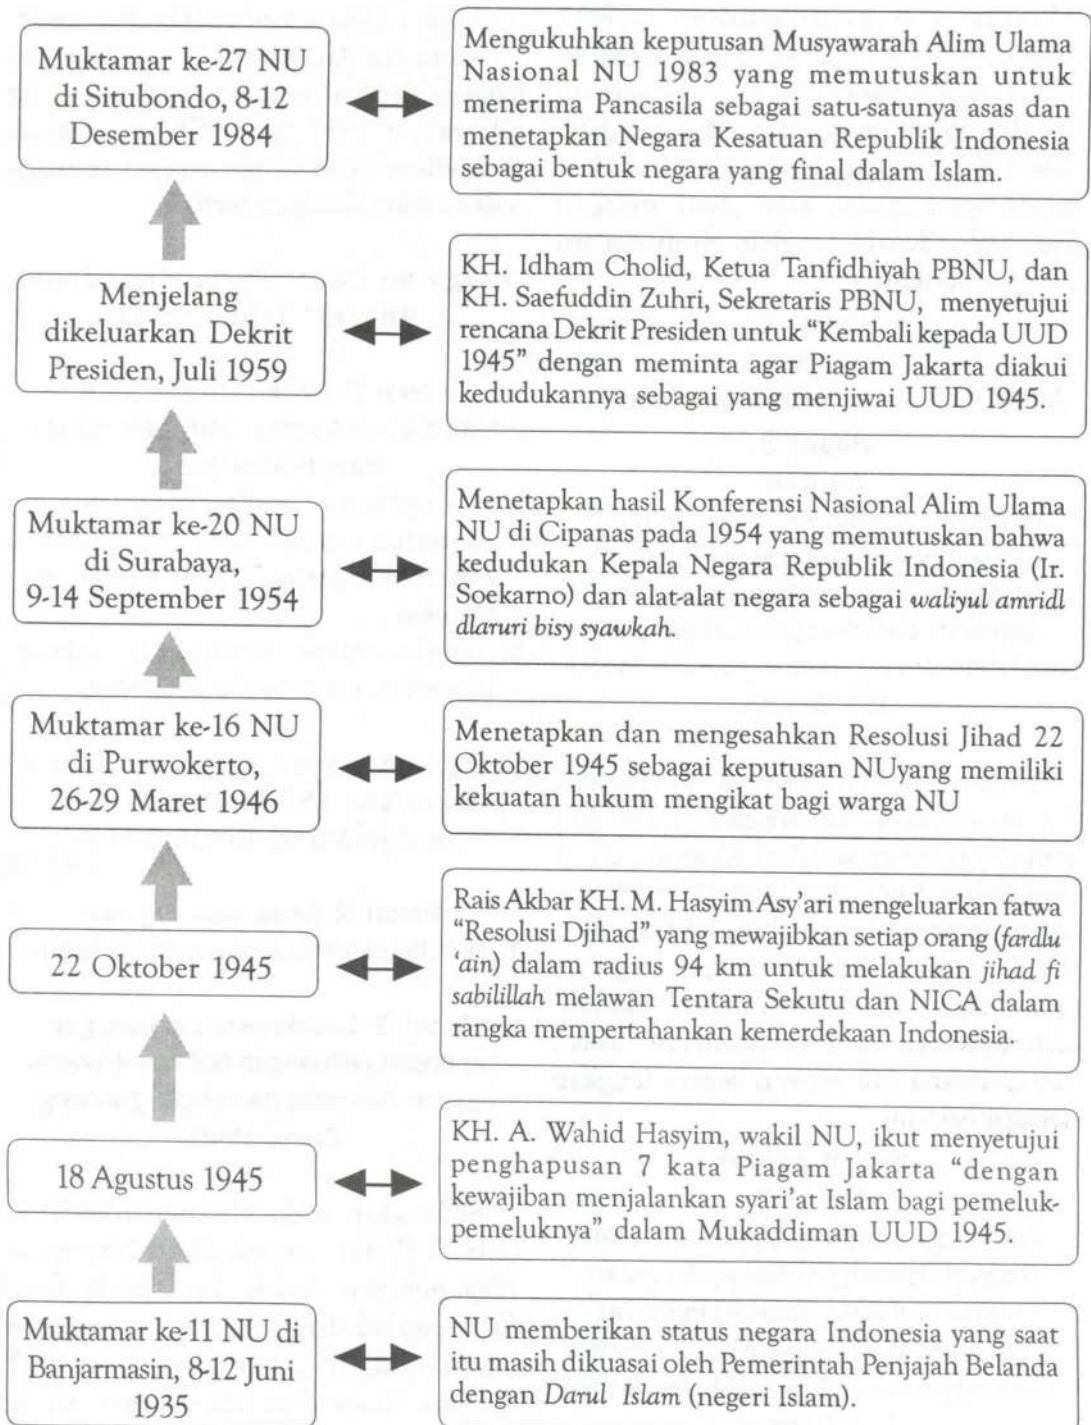 Muktamar ke-27 NU
di Situbondo, 8-12
Desember 1984
Mengukuhkan keputusan Musyawarah Alim Ulama
Nasional NU 1983 yang memutuskan untuk
menerima Pancasila sebagai satu-satunya asas dan
menetapkan Negara Kesatuan Republik Indonesia
sebagai bentuk negara yang final dalam Islam.
Menjelang
dikeluarkan Dekrit
Presiden, Juli 1959
KH. Idham Cholid, Ketua Tanfidhiyah PBNU, dan
KH. Saefuddin Zuhri, Sekretaris PBNU, menyetujui
rencana Dekrit Presiden untuk “Kembali kepada UUD
1945” dengan meminta agar Piagam Jakarta diakui
kedudukannya sebagai yang menjiwai UUD 1945.
Muktamar ke-20 NU
di Surabaya,
9-14 September 1954
Menetapkan hasil Konferensi Nasional Alim Ulama
NU di Cipanas pada 1954 yang memutuskan bahwa
kedudukan Kepala Negara Republik Indonesia (Ir.
Soekarno) dan alat-alat negara sebagai waliyul amridl
dlaruri bisy syawkah.
Muktamar ke-16 NU
di Purwokerto,
26-29 Maret 1946
Menetapkan dan mengesahkan Resolusi Jihad 22
Oktober 1945 sebagai keputusan NUyang memiliki
kekuatan hukum mengikat bagi warga NU
22 Oktober 1945
Rais Akbar KH. M. Hasyim Asy’ari mengeluarkan fatwa
“Resolusi Djihad” yang mewajibkan setiap orang (fardlu
‘ain) dalam radius 94 km untuk melakukan jihad fi
sabilillah melawan Tentara Sekutu dan NICA dalam
rangka mempertahankan kemerdekaan Indonesia.
18 Agustus 1945
KH. A. Wahid Hasyim, wakil NU, ikut menyetujui
penghapusan 7 kata Piagam Jakarta “dengan
kewajiban menjalankan syari’at Islam bagi pemeluk-
pemeluknya” dalam Mukaddiman UUD 1945.
Muktamar ke-11 NU di
Banjarmasin, 8-12 Juni
1935
NU memberikan status negara Indonesia yang saat
itu masih dikuasai oleh Pemerintah Penjajah Belanda
dengan Darul Islam (negeri Islam).